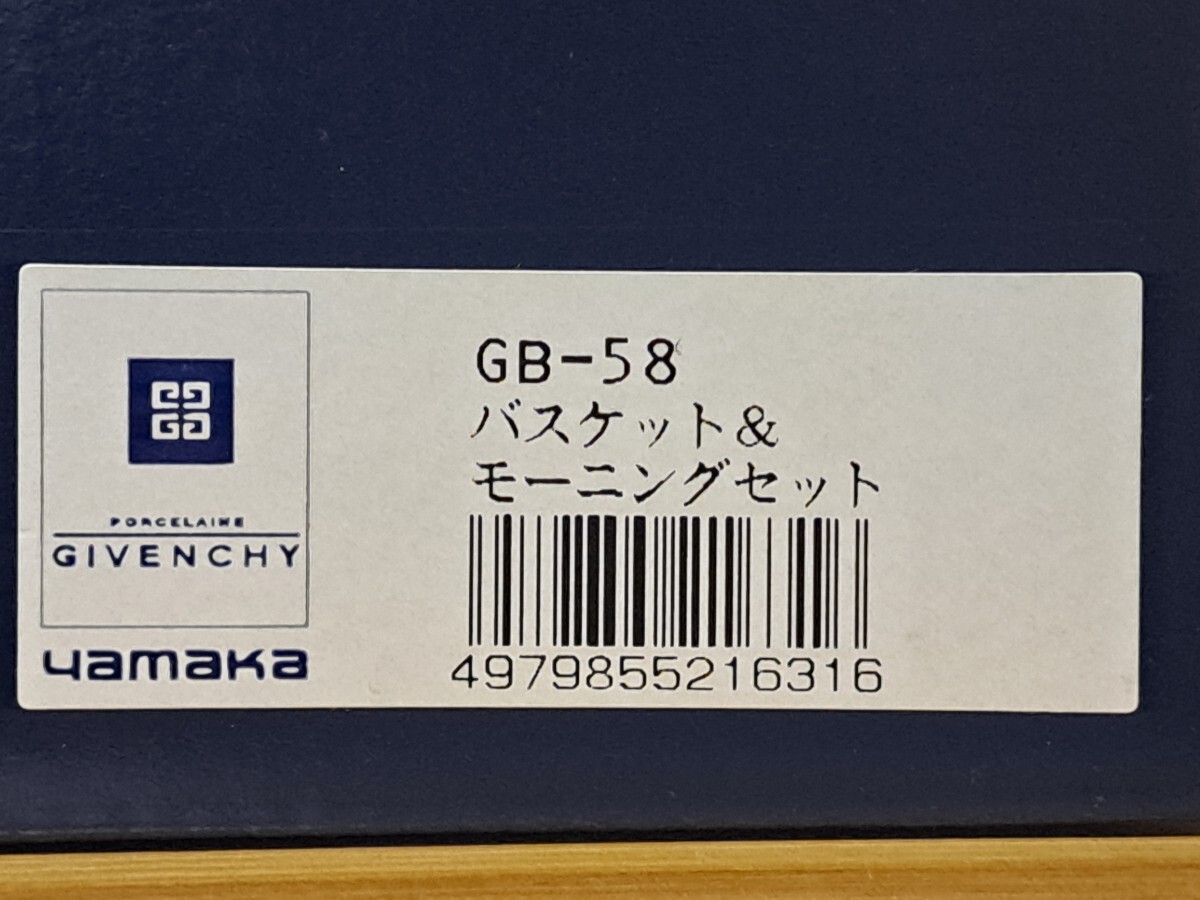 PORCELAINE
GIVENCHY
yamaka
GB-58
バスケット&
モーニングセット
4979855216316